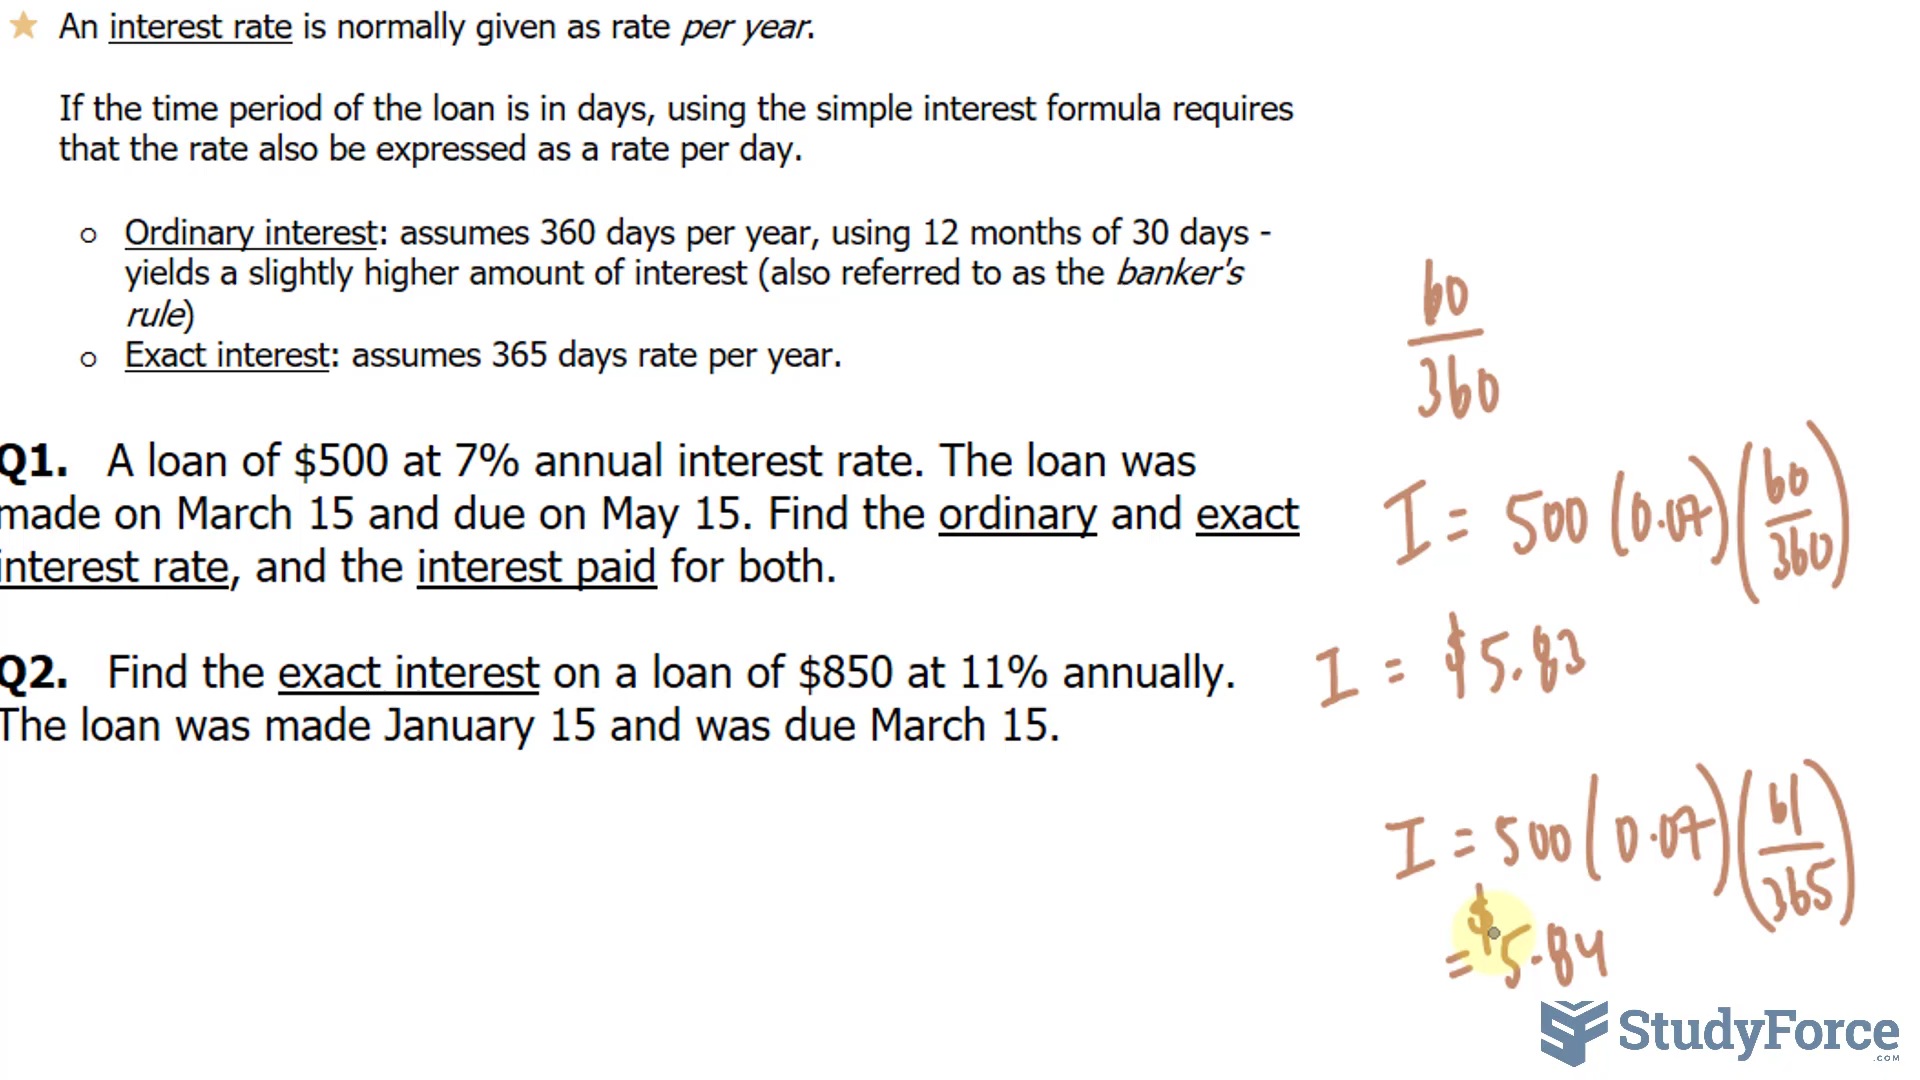 An interest rate is normally given as rate per year.
If the time period of the loan is in days, using the simple interest formula requires
that the rate also be expressed as a rate per day.
Ordinary interest: assumes 360 days per year, using 12 months of 30 days -
yields a slightly higher amount of interest (also referred to as the banker's
rule)
Exact interest: assumes 365 days rate per year.
Q1. A loan of $500 at 7% annual interest rate. The loan was
made on March 15 and due on May 15. Find the ordinary and exact
interest rate, and the interest paid for both.
Q2. Find the exact interest on a loan of $850 at 11% annually.
The loan was made January 15 and was due March 15.
60
360
I = 500 (0.07) (60/360)
I = $5.83
I = 500 (0.07) (61/365)
= $5.84
StudyForce
.COM